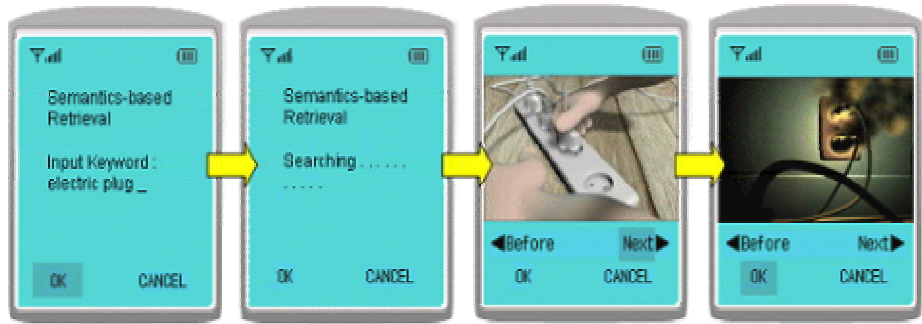 Semantics-based
Retrieval
Input Keyword :
electric plug _
OK CANCEL
Semantics-based
Retrieval
Searching . . . . . .
. . . . .
OK CANCEL
◀Before Next▶
OK CANCEL
◀Before Next▶
OK CANCEL